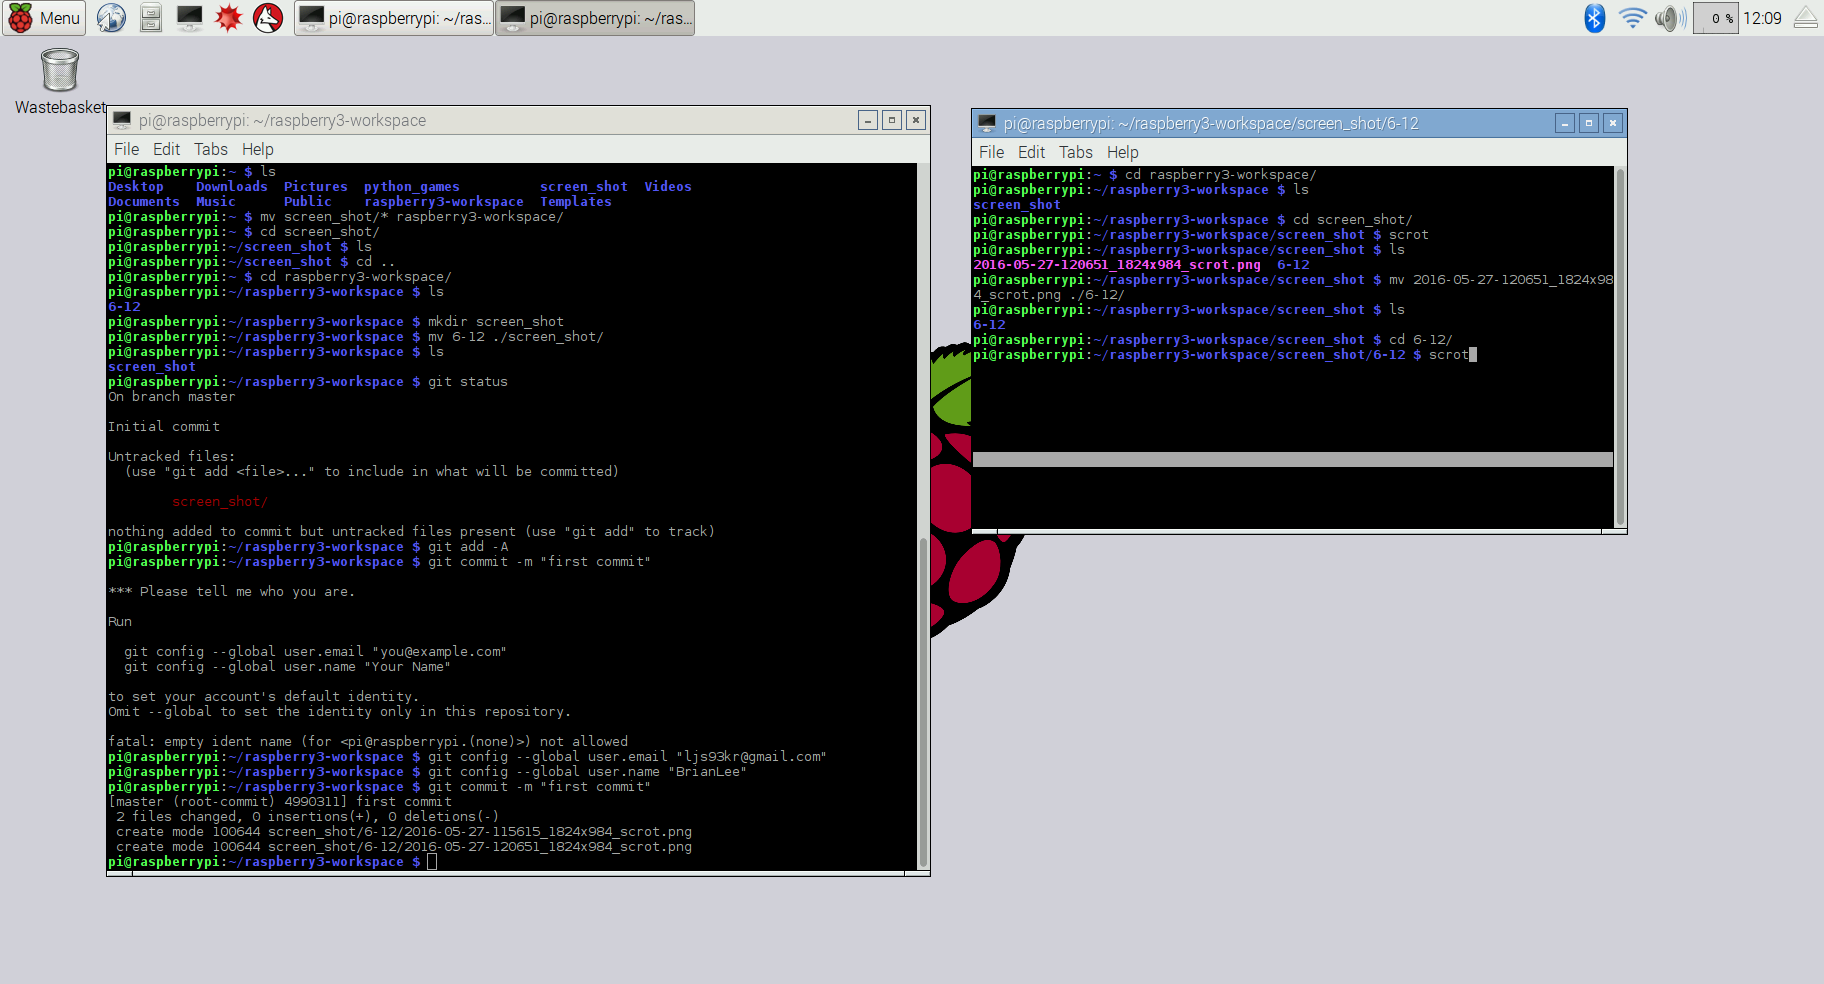 Menu
pi@raspberrypi: ~/ras...
pi@raspberrypi: ~/ras...
0 %
12:09
Wastebasket
pi@raspberrypi: ~/raspberry3-workspace
File Edit Tabs Help
pi@raspberrypi:~ $ ls
Desktop    Downloads  Pictures  python_games          screen_shot  Videos
Documents  Music      Public    raspberry3-workspace  Templates
pi@raspberrypi:~ $ mv screen_shot/* raspberry3-workspace/
pi@raspberrypi:~ $ cd screen_shot/
pi@raspberrypi:~/screen_shot $ ls
pi@raspberrypi:~/screen_shot $ cd ..
pi@raspberrypi:~ $ cd raspberry3-workspace/
pi@raspberrypi:~/raspberry3-workspace $ ls
6-12
pi@raspberrypi:~/raspberry3-workspace $ mkdir screen_shot
pi@raspberrypi:~/raspberry3-workspace $ mv 6-12 ./screen_shot/
pi@raspberrypi:~/raspberry3-workspace $ ls
screen_shot
pi@raspberrypi:~/raspberry3-workspace $ git status
On branch master
Initial commit
Untracked files:
  (use "git add <file>..." to include in what will be committed)
        screen_shot/
nothing added to commit but untracked files present (use "git add" to track)
pi@raspberrypi:~/raspberry3-workspace $ git add -A
pi@raspberrypi:~/raspberry3-workspace $ git commit -m "first commit"
*** Please tell me who you are.
Run
  git config --global user.email "you@example.com"
  git config --global user.name "Your Name"
to set your account's default identity.
Omit --global to set the identity only in this repository.
fatal: empty ident name (for <pi@raspberrypi.(none)>) not allowed
pi@raspberrypi:~/raspberry3-workspace $ git config --global user.email "ljs93kr@gmail.com"
pi@raspberrypi:~/raspberry3-workspace $ git config --global user.name "BrianLee"
pi@raspberrypi:~/raspberry3-workspace $ git commit -m "first commit"
[master (root-commit) 4990311] first commit
 2 files changed, 0 insertions(+), 0 deletions(-)
 create mode 100644 screen_shot/6-12/2016-05-27-115615_1824x984_scrot.png
 create mode 100644 screen_shot/6-12/2016-05-27-120651_1824x984_scrot.png
pi@raspberrypi:~/raspberry3-workspace $
pi@raspberrypi: ~/raspberry3-workspace/screen_shot/6-12
File Edit Tabs Help
pi@raspberrypi:~ $ cd raspberry3-workspace/
pi@raspberrypi:~/raspberry3-workspace $ ls
screen_shot
pi@raspberrypi:~/raspberry3-workspace $ cd screen_shot/
pi@raspberrypi:~/raspberry3-workspace/screen_shot $ scrot
pi@raspberrypi:~/raspberry3-workspace/screen_shot $ ls
2016-05-27-120651_1824x984_scrot.png  6-12
pi@raspberrypi:~/raspberry3-workspace/screen_shot $ mv 2016-05-27-120651_1824x98
4_scrot.png ./6-12/
pi@raspberrypi:~/raspberry3-workspace/screen_shot $ ls
6-12
pi@raspberrypi:~/raspberry3-workspace/screen_shot $ cd 6-12/
pi@raspberrypi:~/raspberry3-workspace/screen_shot/6-12 $ scrot